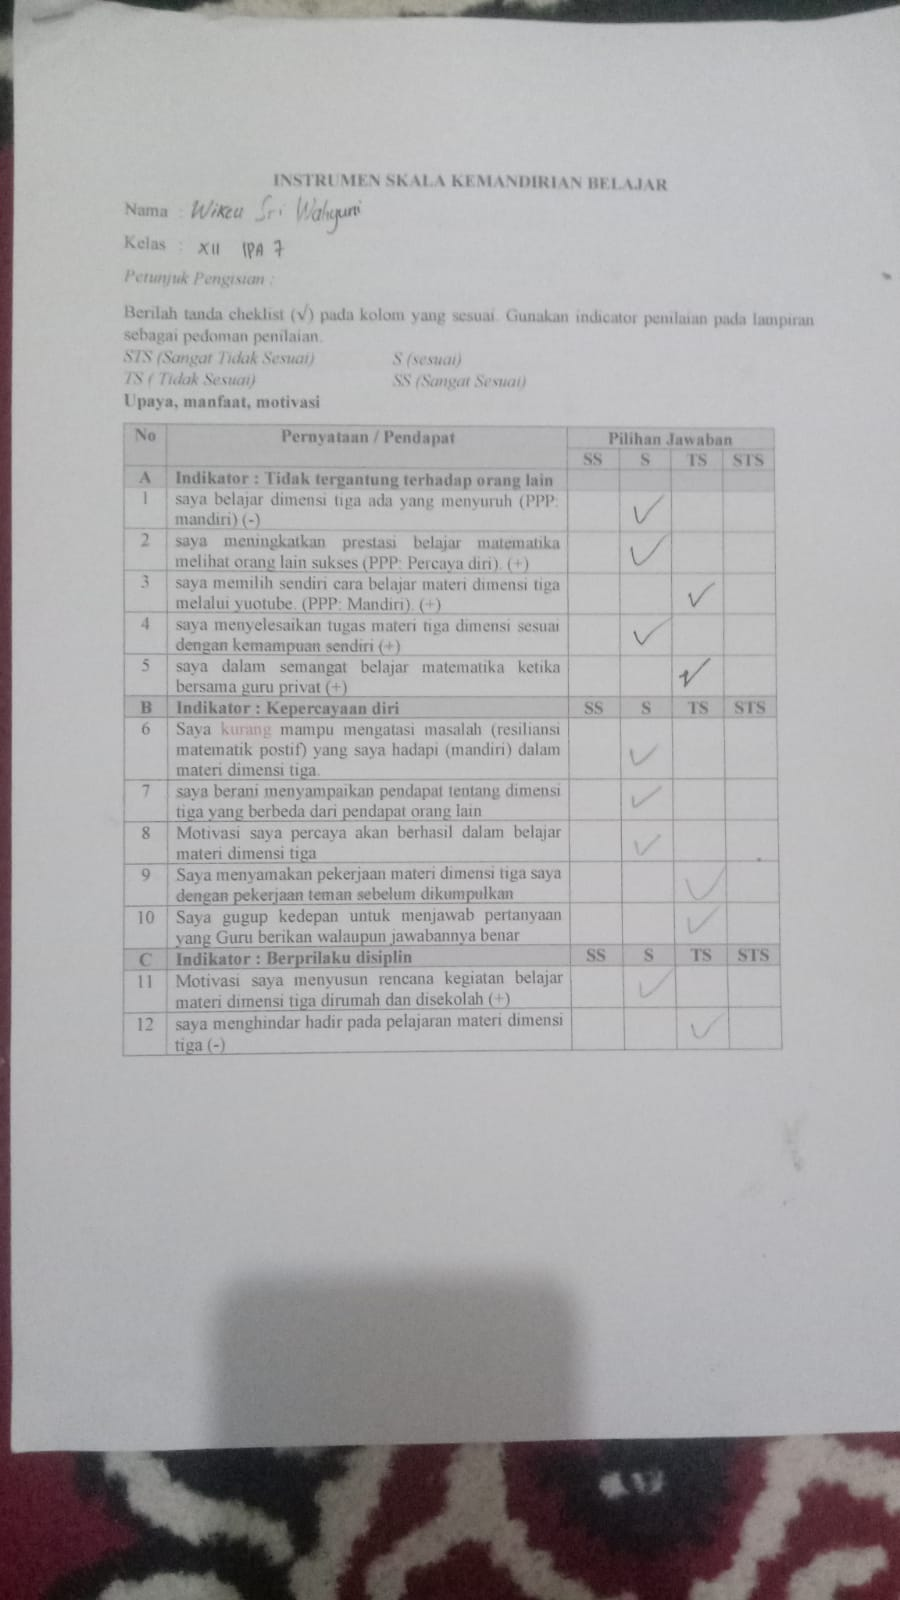 INSTRUMEN SKALA KEMANDIRIAN BELAJAR
Nama : Wikeu Sri Wahyuni
Kelas : XII IPA 7
Petunjuk Pengisian :
Berilah tanda cheklist (√) pada kolom yang sesuai. Gunakan indicator penilaian pada lampiran
sebagai pedoman penilaian.
STS (Sangat Tidak Sesuai) S (sesuai)
TS ( Tidak Sesuai) SS (Sangat Sesuai)
Upaya, manfaat, motivasi
No Pernyataan / Pendapat Pilihan Jawaban
SS S TS STS
A Indikator : Tidak tergantung terhadap orang lain
1 saya belajar dimensi tiga ada yang menyuruh (PPP:
mandiri) (-) ✓
2 saya meningkatkan prestasi belajar matematika
melihat orang lain sukses (PPP: Percaya diri). (+) ✓
3 saya memilih sendiri cara belajar materi dimensi tiga
melalui yuotube. (PPP: Mandiri). (+) ✓
4 saya menyelesaikan tugas materi tiga dimensi sesuai
dengan kemampuan sendiri (+) ✓
5 saya dalam semangat belajar matematika ketika
bersama guru privat (+) ✓
B Indikator : Kepercayaan diri SS S TS STS
6 Saya kurang mampu mengatasi masalah (resiliansi
matematik postif) yang saya hadapi (mandiri) dalam
materi dimensi tiga. ✓
7 saya berani menyampaikan pendapat tentang dimensi
tiga yang berbeda dari pendapat orang lain ✓
8 Motivasi saya percaya akan berhasil dalam belajar
materi dimensi tiga ✓
9 Saya menyamakan pekerjaan materi dimensi tiga saya
dengan pekerjaan teman sebelum dikumpulkan ✓
10 Saya gugup kedepan untuk menjawab pertanyaan
yang Guru berikan walaupun jawabannya benar ✓
C Indikator : Berprilaku disiplin SS S TS STS
11 Motivasi saya menyusun rencana kegiatan belajar
materi dimensi tiga dirumah dan disekolah (+) ✓
12 saya menghindar hadir pada pelajaran materi dimensi
tiga (-) ✓